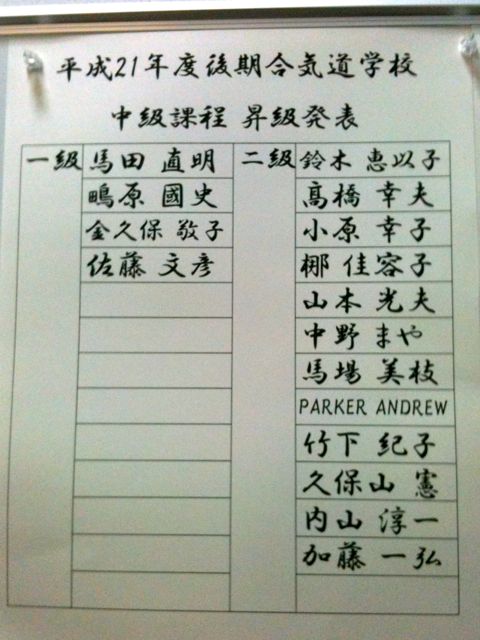 平成21年度後期合気道学校
中級課程 昇級発表
一級
馬田 直明
鴫原 國史
金久保 敬子
佐藤 文彦
二級
鈴木 恵以子
高橋 幸夫
小原 幸子
梛 佳容子
山本 光夫
中野 まや
馬場 美枝
PARKER ANDREW
竹下 紀子
久保山 憲
内山 淳一
加藤 一弘